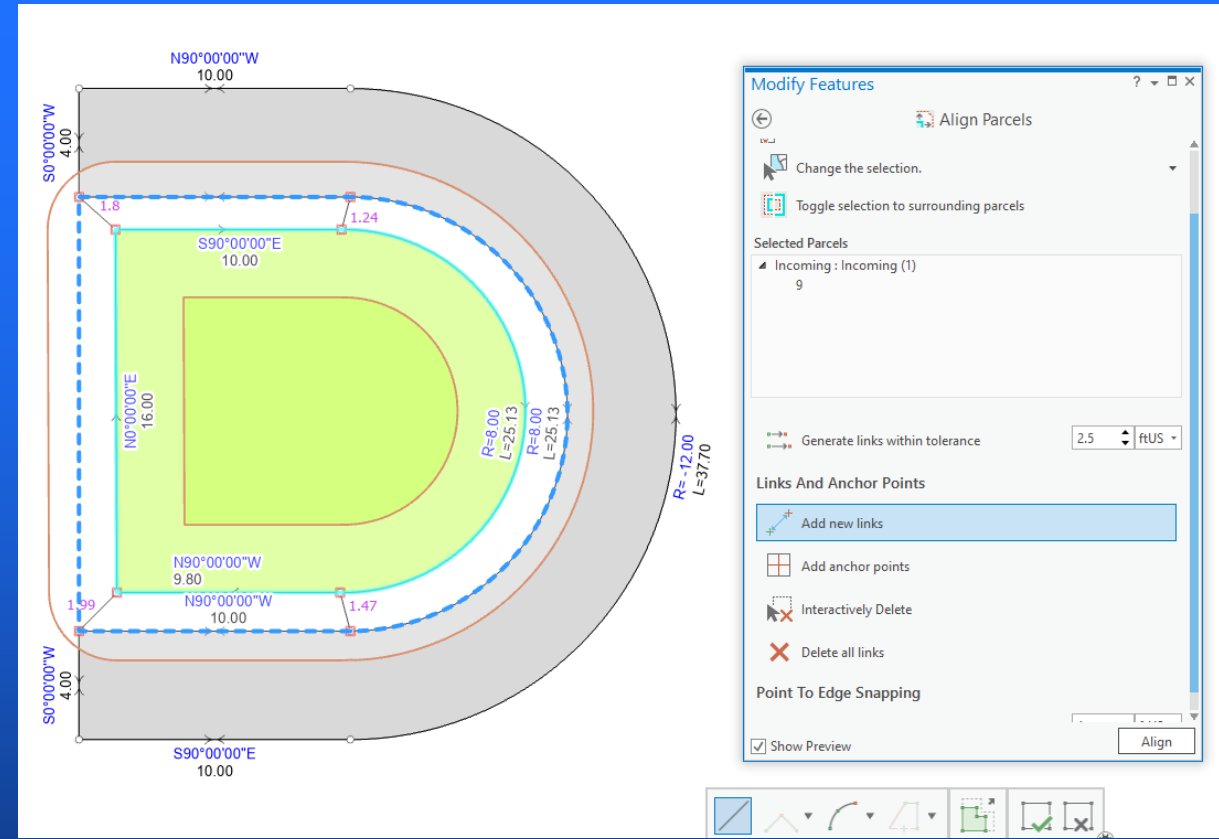 N90°00'00"W
10.00
S0°00'00"W
4.00
1.8
1.24
S90°00'00"E
10.00
N0°00'00"E
16.00
R=8.00
L=25.13
R=8.00
L=25.13
R= -12.00
L=37.70
N90°00'00"W
9.80
1.99
N90°00'00"W
10.00
1.47
S0°00'00"W
4.00
S90°00'00"E
10.00
Modify Features
?
Align Parcels
Change the selection.
Toggle selection to surrounding parcels
Selected Parcels
Incoming : Incoming (1)
9
Generate links within tolerance 2.5 ftUS
Links And Anchor Points
Add new links
Add anchor points
Interactively Delete
Delete all links
Point To Edge Snapping
Show Preview
Align